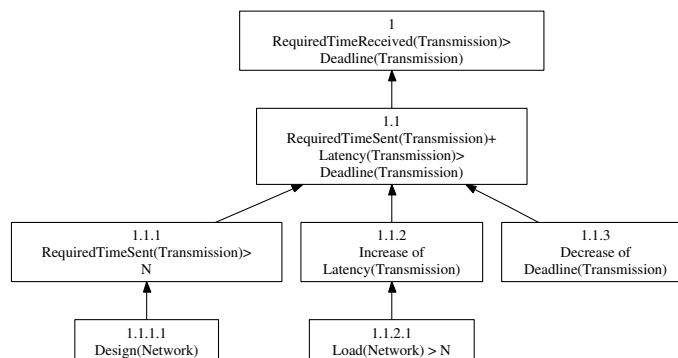 1
RequiredTimeReceived(Transmission)>
Deadline(Transmission)
1.1
RequiredTimeSent(Transmission)+
Latency(Transmission)>
Deadline(Transmission)
1.1.1
RequiredTimeSent(Transmission)>
N
1.1.2
Increase of
Latency(Transmission)
1.1.3
Decrease of
Deadline(Transmission)
1.1.1.1
Design(Network)
1.1.2.1
Load(Network) > N